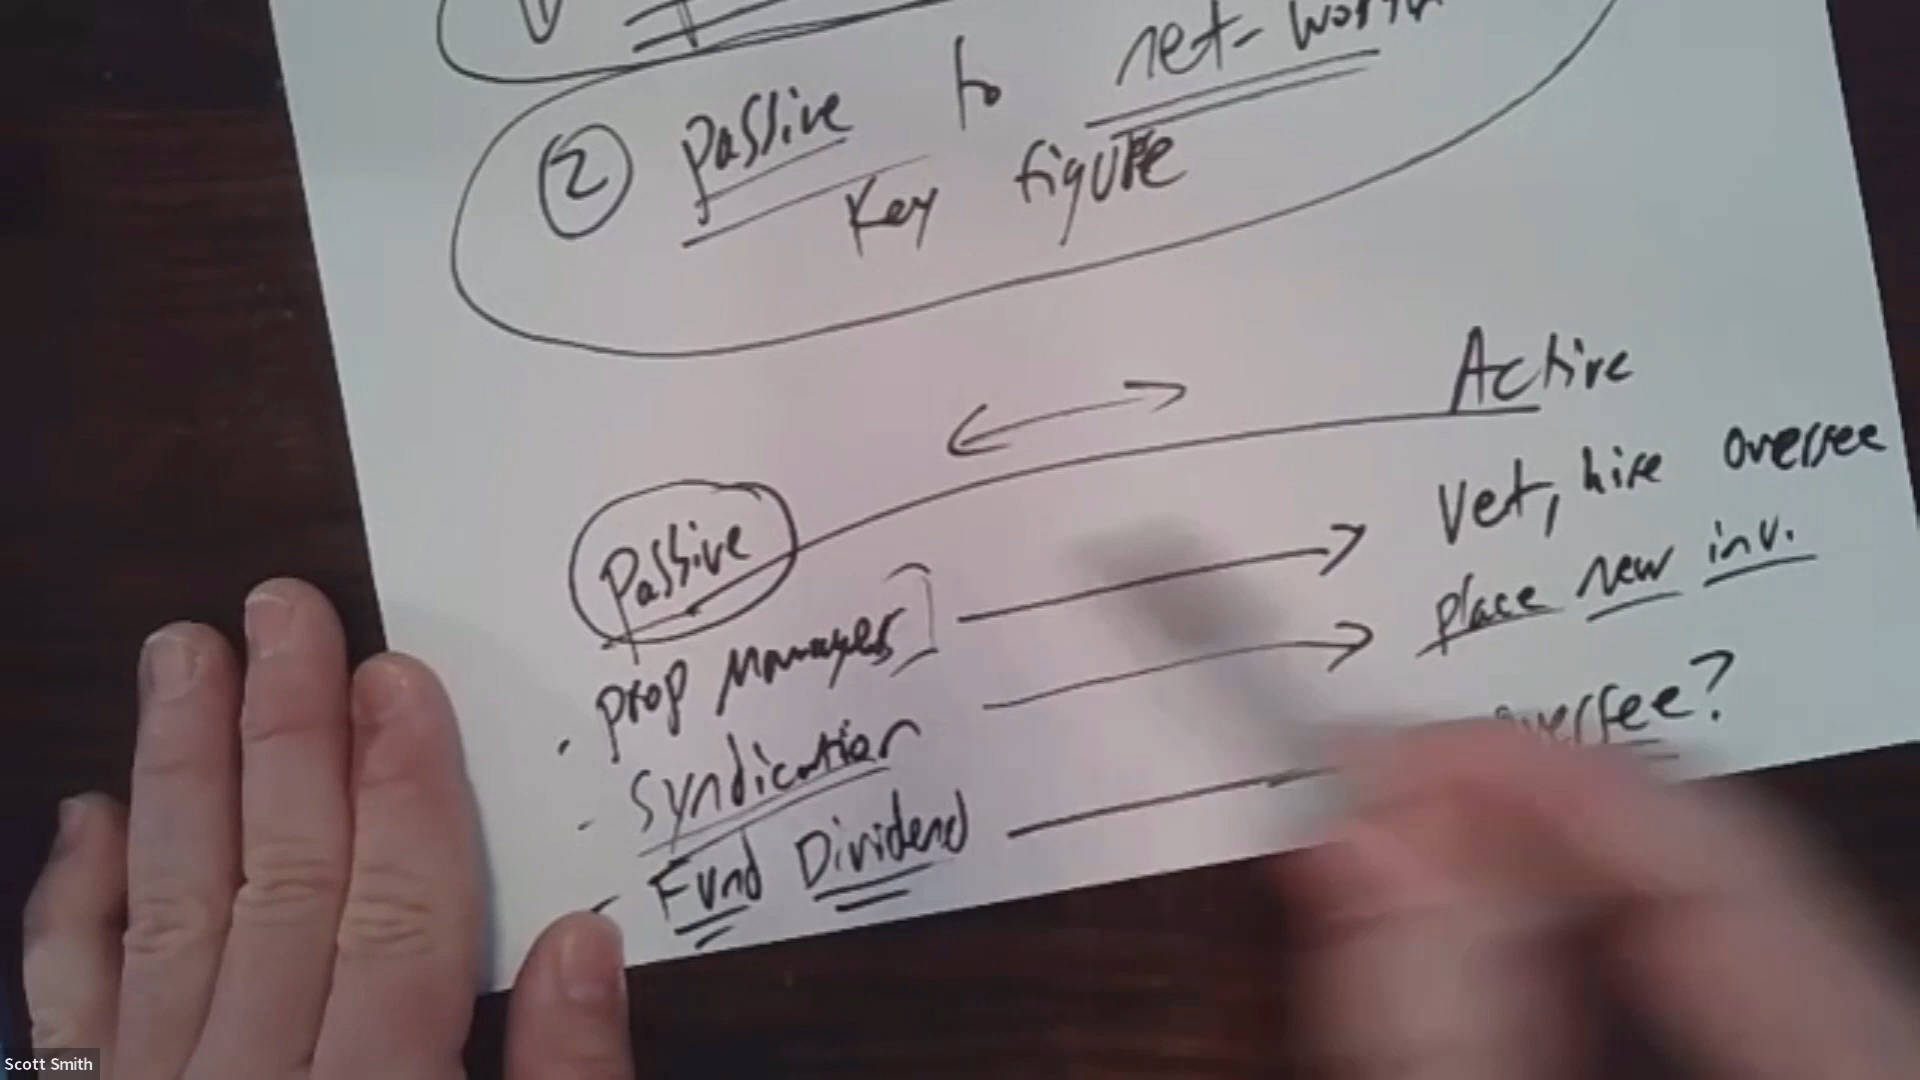 ② Passive to net-worth
Key figure
Passive Active
· prop Manager Vet, hire oversee
- Syndication place new inv.
- Fund Dividend oversee?
Scott Smith